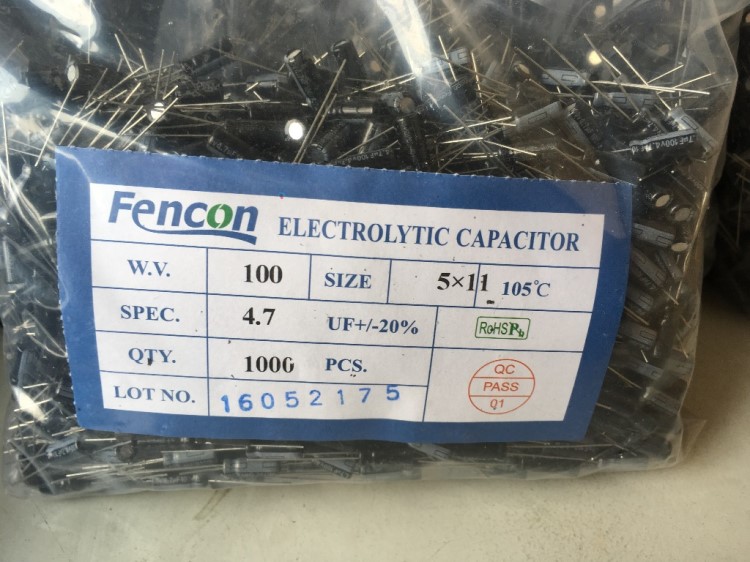 Fencon ELECTROLYTIC CAPACITOR
W.V. 100 SIZE 5×11 105℃
SPEC. 4.7 UF+/-20% RoHS Pb
QTY. 1000 PCS.
QC
PASS
Q1
LOT NO. 16052175